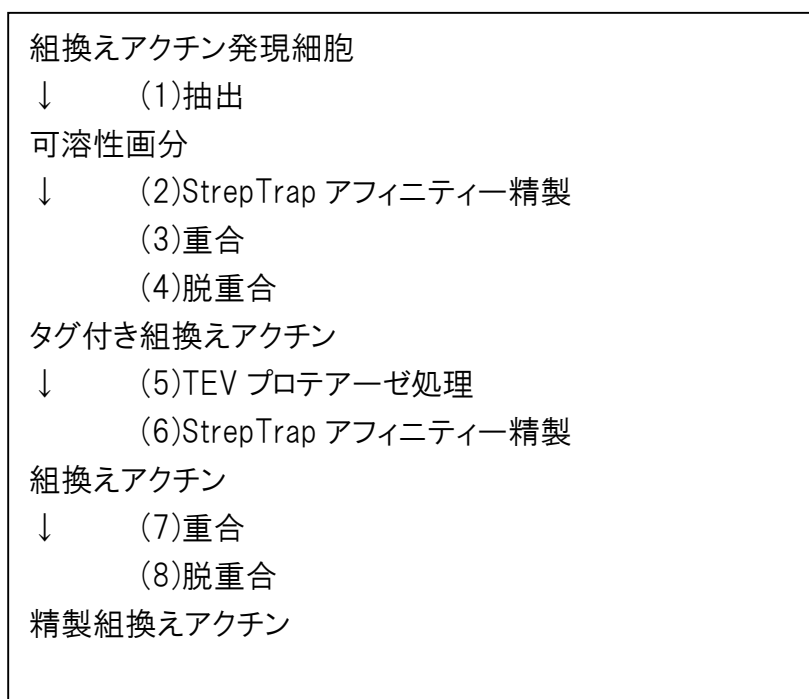 組換えアクチン発現細胞
↓ (1)抽出
可溶性画分
↓ (2)StrepTrap アフィニティー精製
(3)重合
(4)脱重合
タグ付き組換えアクチン
↓ (5)TEV プロテアーゼ処理
(6)StrepTrap アフィニティー精製
組換えアクチン
↓ (7)重合
(8)脱重合
精製組換えアクチン